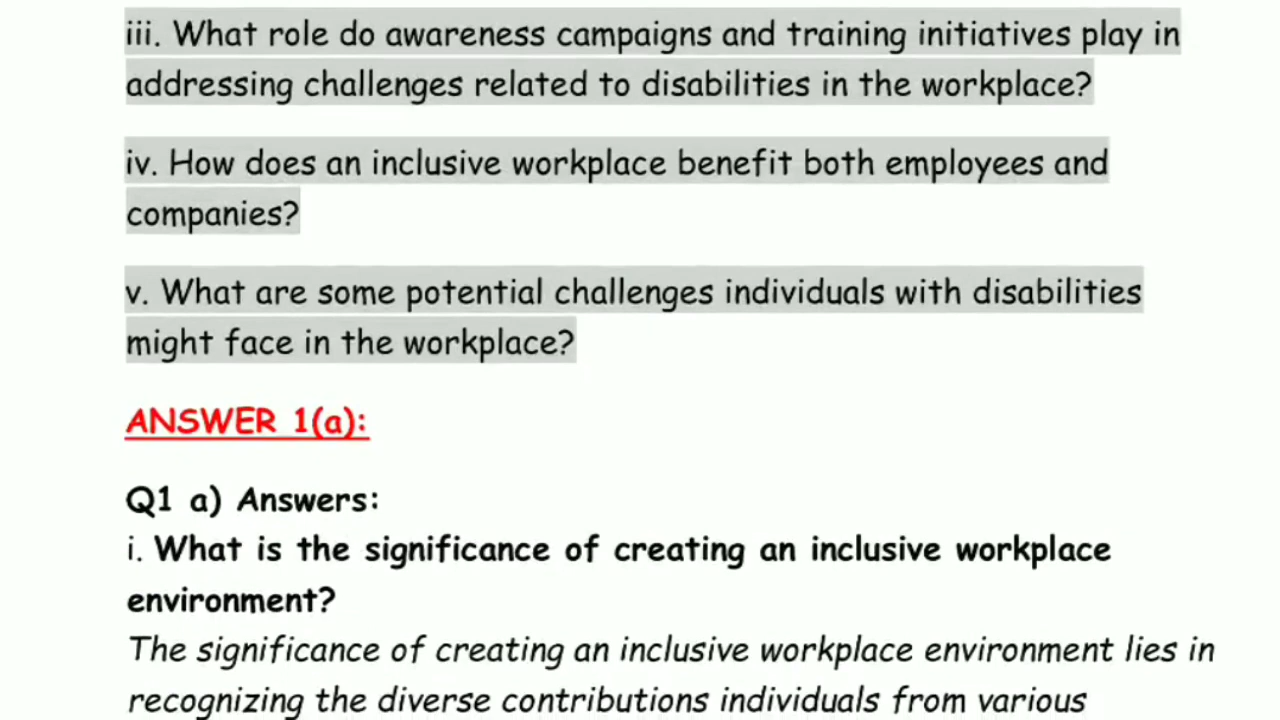 iii. What role do awareness campaigns and training initiatives play in
addressing challenges related to disabilities in the workplace?
iv. How does an inclusive workplace benefit both employees and
companies?
v. What are some potential challenges individuals with disabilities
might face in the workplace?
ANSWER 1(a):
Q1 a) Answers:
i. What is the significance of creating an inclusive workplace
environment?
The significance of creating an inclusive workplace environment lies in
recognizing the diverse contributions individuals from various